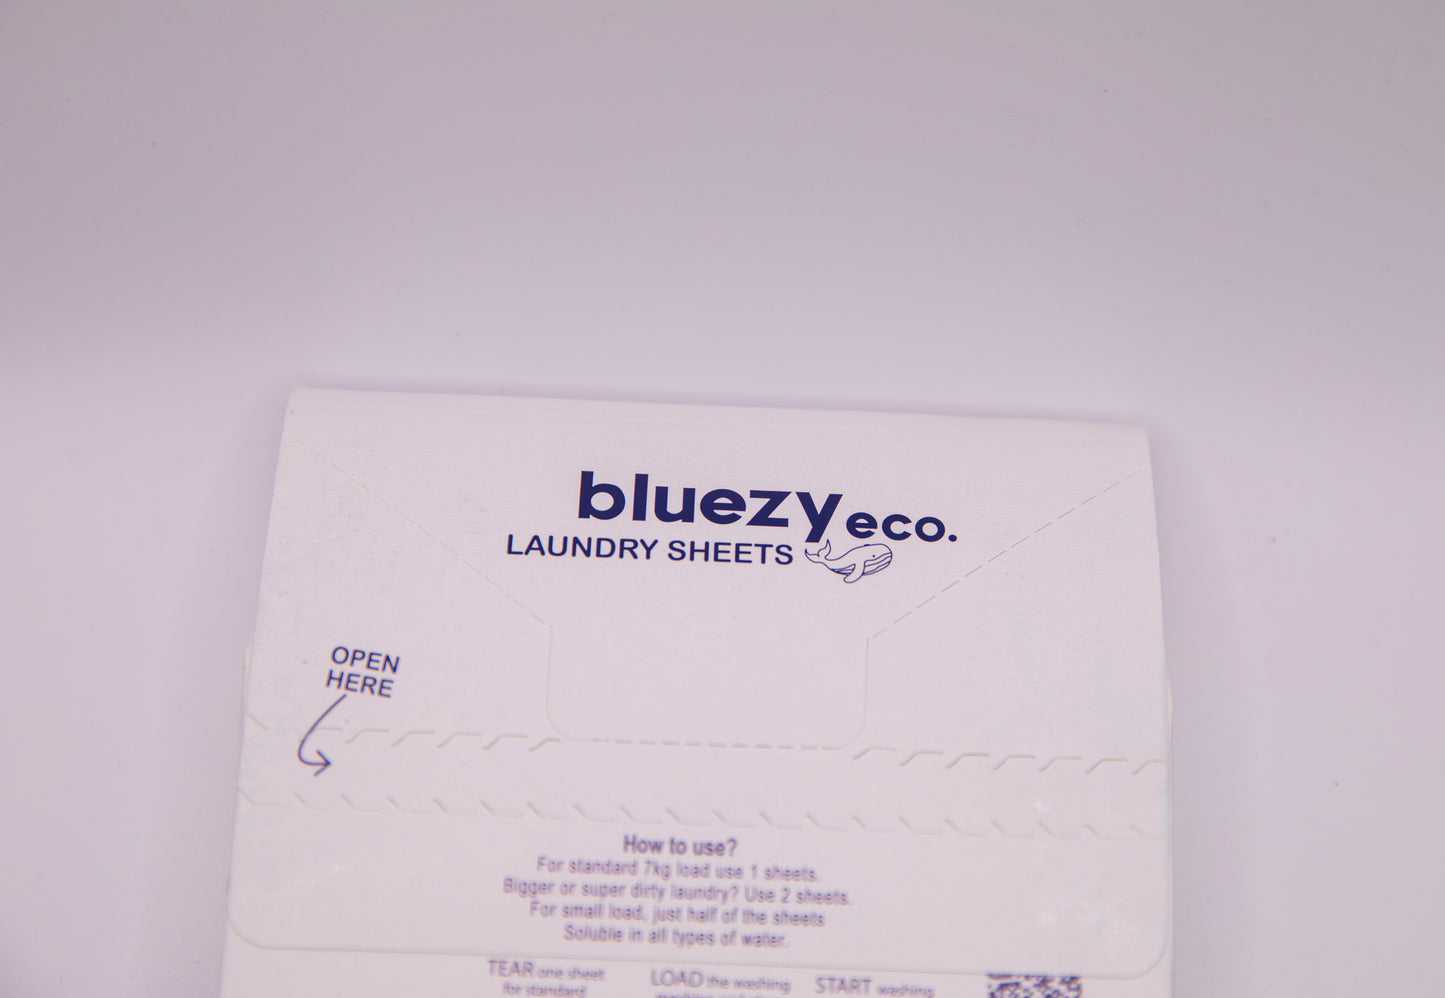 bluezy eco.
LAUNDRY SHEETS
OPEN
HERE
How to use?
For standard 7kg load use 1 sheets.
Bigger or super dirty laundry? Use 2 sheets.
For small load, just half of the sheets
Soluble in all types of water.
TEAR one sheet
for standard
LOAD the washing
START washing